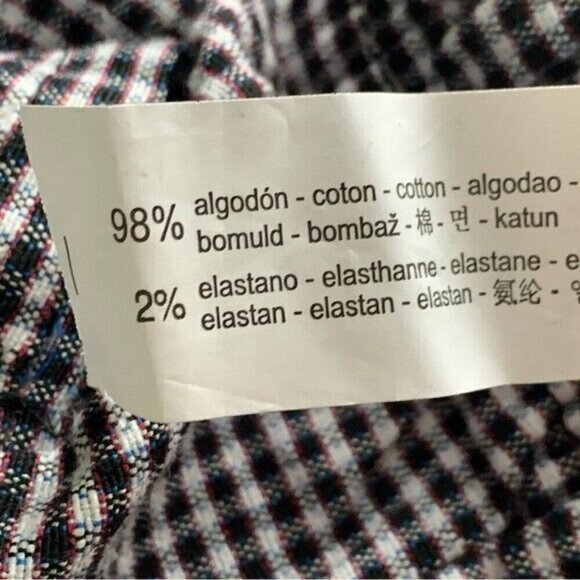 98% algodón - coton - cotton - algodao -
bomuld - bombaž - 棉 - 면 - katun
2% elastano - elasthanne - elastane - e
elastan - elastan - elastan - 氨纶 -